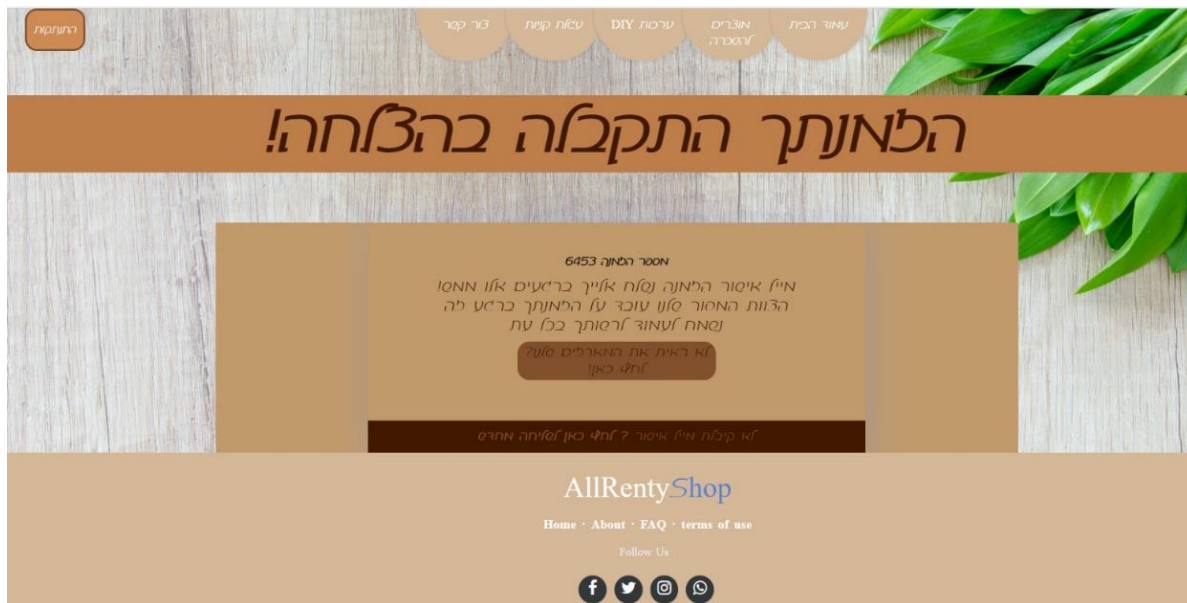 עמוד הבית
מוצרים
להשכרה
ערכות DIY
עגלת קניות
צור קשר
התנתקות
הזמנתך התקבלה בהצלחה!
מספר הזמנה 6453
מייל אישור הזמנה נשלח אלייך ברגעים אלו ממש!
הצוות המסור שלנו עובד על הזמנתך ברגע זה
נשמח לעמוד לרשותך בכל עת
לא ראית את המארזים שלנו?
לחץ כאן!
לא קיבלת מייל אישור ? לחץ כאן לשליחה מחדש
AllRentyShop
Home · About · FAQ · terms of use
Follow Us